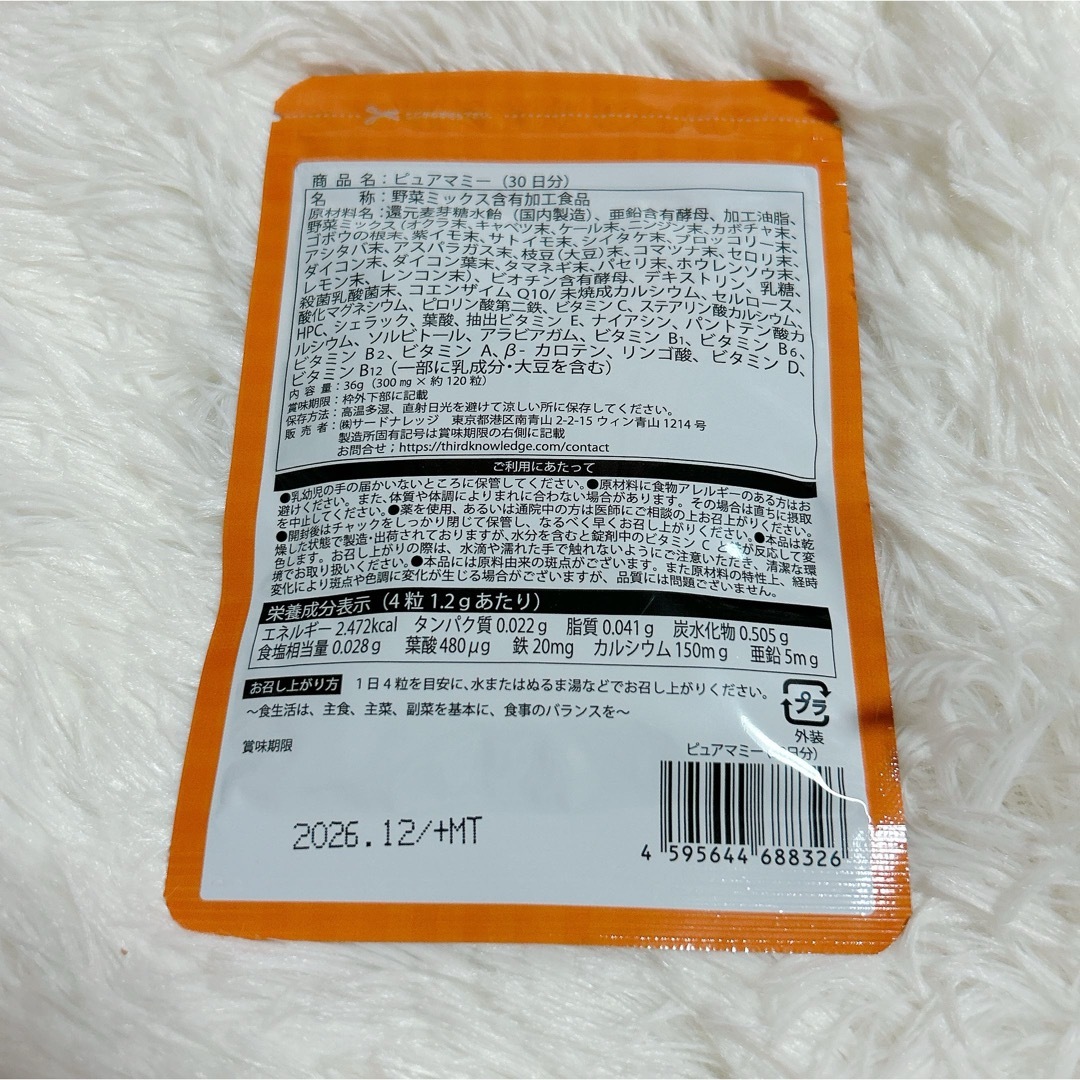 商品名：ピュアマミー（30日分）
名　　称：野菜ミックス含有加工食品
原材料名：還元麦芽糖水飴（国内製造）、亜鉛含有酵母、加工油脂、
野菜ミックス（オクラ末、キャベツ末、ケール末、ニンジン末、カボチャ末、
ゴボウの根末、紫イモ末、サトイモ末、シイタケ末、ブロッコリー末、
アシタバ末、アスパラガス末、枝豆（大豆）末、コマツナ末、セロリ末、
ダイコン末、ダイコン葉末、タマネギ末、パセリ末、ホウレンソウ末、
レモン末、レンコン末）、ビオチン含有酵母、デキストリン、乳糖、
殺菌乳酸菌末、コエンザイムQ10/未焼成カルシウム、セルロース、
酸化マグネシウム、ピロリン酸第二鉄、ビタミンC、ステアリン酸カルシウム、
HPC、シェラック、葉酸、抽出ビタミンE、ナイアシン、パントテン酸カ
ルシウム、ソルビトール、アラビアガム、ビタミンB1、ビタミンB6、
ビタミンB2、ビタミンA、β-カロテン、リンゴ酸、ビタミンD、
ビタミンB12（一部に乳成分・大豆を含む）
内容量：36g（300mg×約120粒）
賞味期限：枠外下部に記載
保存方法：高温多湿、直射日光を避けて涼しい所に保存してください。
販売者：㈱サードナレッジ　東京都港区南青山2-2-15 ウィン青山1214号
製造所固有記号は賞味期限の右側に記載
お問合せ；https://thirdknowledge.com/contact
ご利用にあたって
●乳幼児の手の届かないところに保管してください。●原材料に食物アレルギーのある方はお
避けください。また、体質や体調によりまれに合わない場合があります。その場合は直ちに摂取
を中止してください。●薬を使用、あるいは通院中の方は医師にご相談の上お召し上がりください。
●開封後はチャックをしっかり閉じて保管し、なるべく早くお召し上がりください。●本品は乾
燥した状態で製造・出荷されておりますが、水分を含むと錠剤中のビタミンCと が反応して変
色します。お召し上がりの際は、水滴や濡れた手で触れないようにご注意いただき、清潔な環
境でお取り扱いください。●本品には原料由来の斑点がございます。また原材料の特性上、経時
変化により斑点や色調に変化が生じる場合がございますが、品質には問題ございません。
栄養成分表示（4粒1.2gあたり）
エネルギー2.472kcal　タンパク質0.022g　脂質0.041g　炭水化物0.505g
食塩相当量0.028g　葉酸480μg　鉄20mg　カルシウム150mg　亜鉛5mg
お召し上がり方　1日4粒を目安に、水またはぬるま湯などでお召し上がりください。
～食生活は、主食、主菜、副菜を基本に、食事のバランスを～
プラ
外装
賞味期限
ピュアマミー 日分）
2026.12/+MT
4 595644 688326